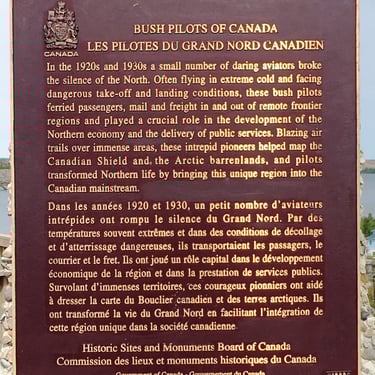 CANADA
BUSH PILOTS OF CANADA
LES PILOTES DU GRAND NORD CANADIEN
In the 1920s and 1930s a small number of daring aviators broke
the silence of the North. Often flying in extreme cold and facing
dangerous take-off and landing conditions, these bush pilots
ferried passengers, mail and freight in and out of remote frontier
regions and played a crucial role in the development of the
Northern economy and the delivery of public services. Blazing air
trails over immense areas, these intrepid pioneers helped map the
Canadian Shield and the Arctic barrenlands, and pilots
transformed Northern life by bringing this unique region into the
Canadian mainstream.
Dans les années 1920 et 1930, un petit nombre d'aviateurs
intrépides ont rompu le silence du Grand Nord. Par des
températures souvent extrêmes et dans des conditions de décollage
et d'atterrissage dangereuses, ils transportaient les passagers, le
courrier et le fret. Ils ont joué un rôle capital dans le développement
économique de la région et dans la prestation de services publics.
Survolant d'immenses territoires, ces courageux pionniers ont aidé
à dresser la carte du Bouclier canadien et des terres arctiques. Ils
ont transformé la vie du Grand Nord en facilitant l'intégration de
cette région unique dans la société canadienne.
Historic Sites and Monuments Board of Canada
Commission des lieux et monuments historiques du Canada
Government of Canada - Gouvernement du Canada